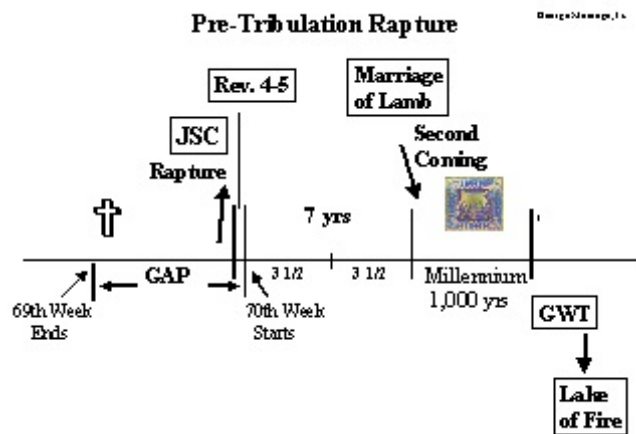 Pre-Tribulation Rapture
Rev. 4-5
Marriage
of Lamb
JSC
Rapture
Second
Coming
7 yrs
GAP
3 1/2
3 1/2
Millennium
1,000 yrs
69th Week
Ends
70th Week
Starts
GWT
Lake
of Fire